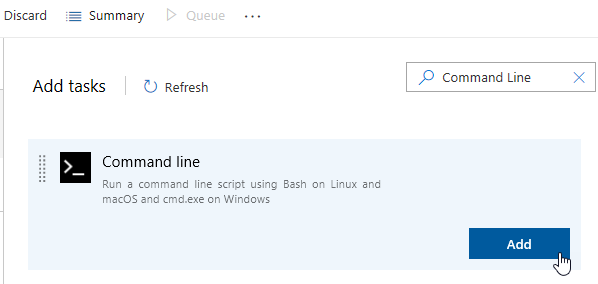 Discard Summary Queue ...
Add tasks Refresh Command Line
Command line
Run a command line script using Bash on Linux and
macOS and cmd.exe on Windows
Add